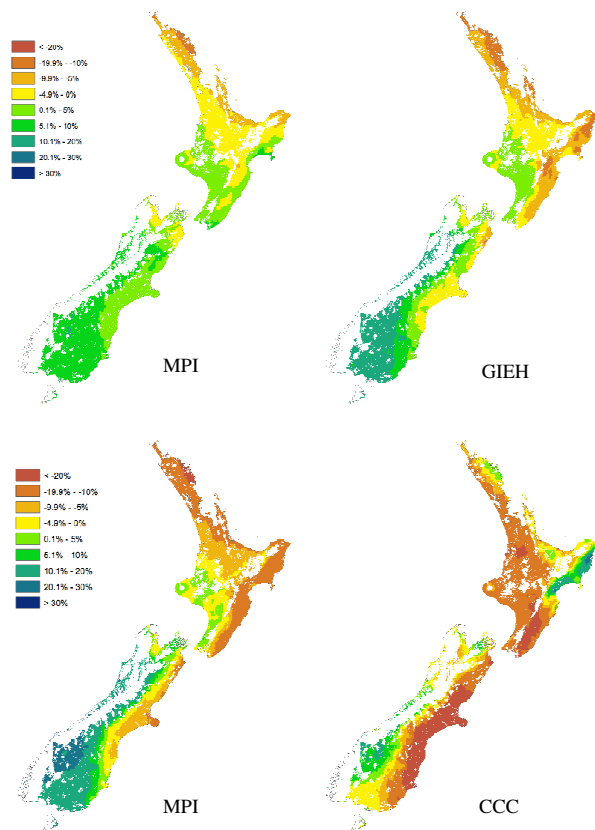 < -20%
-19.9% - -10%
-9.9% - -5%
-4.9% - 0%
0.1% - 5%
5.1% - 10%
10.1% - 20%
20.1% - 30%
> 30%
MPI
GIEH
< -20%
-19.9% - -10%
-9.9% - -5%
-4.9% - 0%
0.1% - 5%
5.1% - 10%
10.1% - 20%
20.1% - 30%
> 30%
MPI
CCC